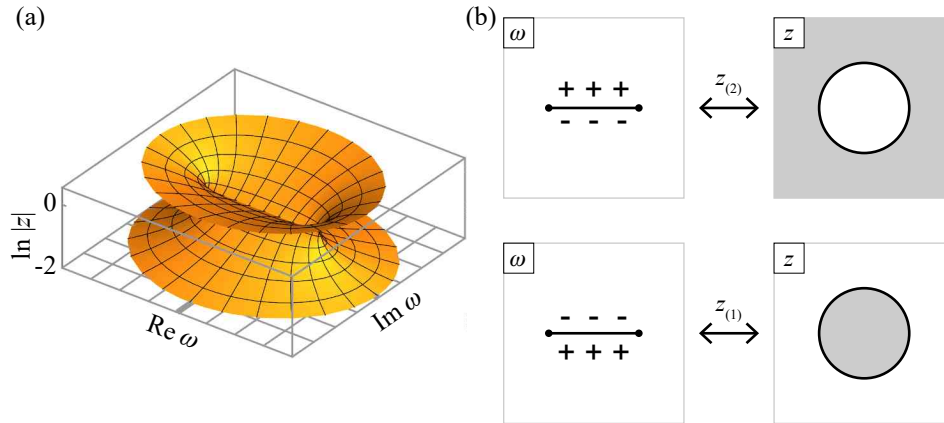 (a)
ln |z|
0
-2
Re ω
Im ω
(b)
ω
+ + +
- - -
z(2)
z
ω
- - -
+ + +
z(1)
z